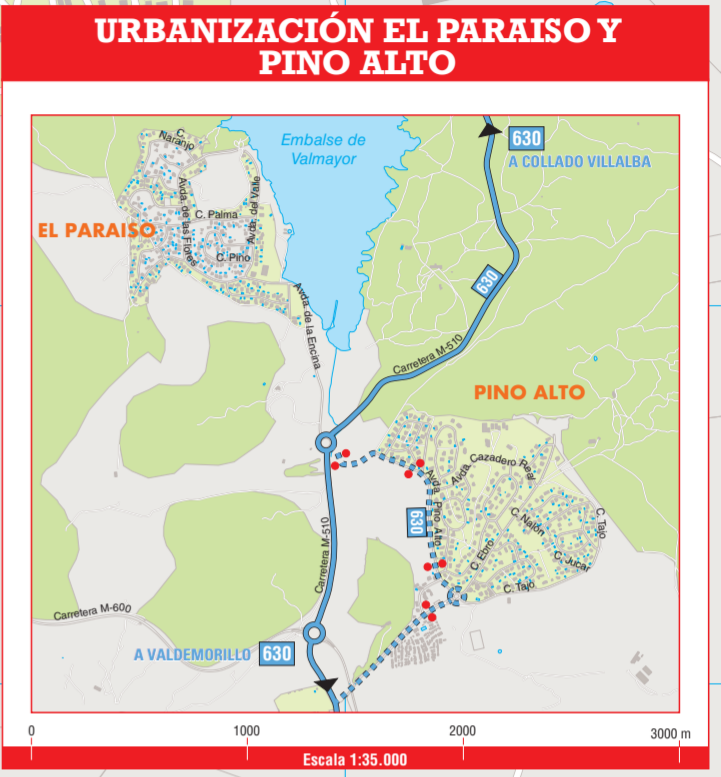 URBANIZACIÓN EL PARAISO Y
PINO ALTO
Embalse de
Valmayor
630
A COLLADO VILLALBA
C.
Naranjo
Avda. de las Flores
C. Palma
Avda. del Valle
C. Pino
EL PARAISO
Avda. de la Encina
630
Carretera M-510
PINO ALTO
Avda. Cazadero Real
Avda. Pino Alto
630
C. Nalón
C. Tajo
C. Ebro
C. Jucar
C. Tajo
Carretera M-510
Carretera M-600
A VALDEMORILLO 630
0 1000 2000 3000 m
Escala 1:35.000